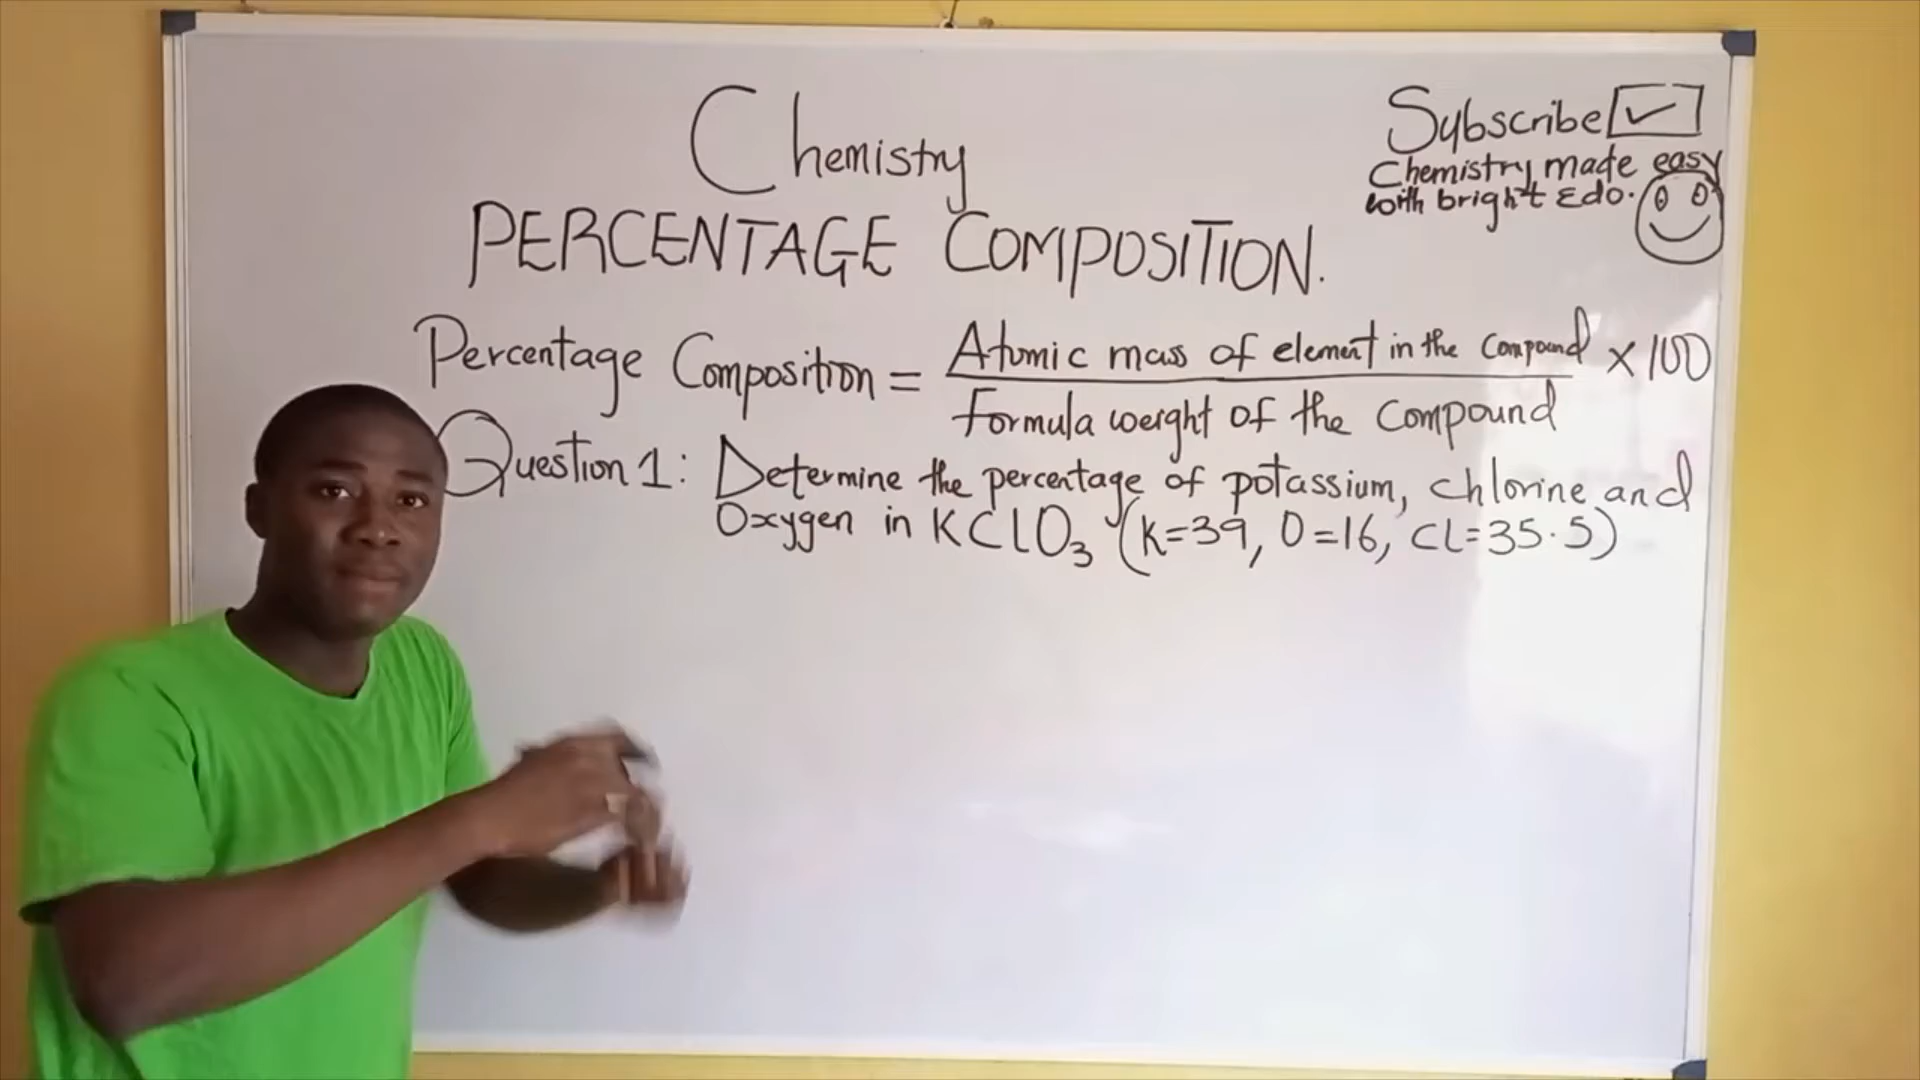 Chemistry
Subscribe
Chemistry made easy
with bright Edo.
PERCENTAGE COMPOSITION.
Percentage Composition = Atomic mass of element in the compound × 100
Formula weight of the compound
Question 1: Determine the percentage of potassium, chlorine and
Oxygen in KClO₃ (K=39, O=16, CL=35.5)